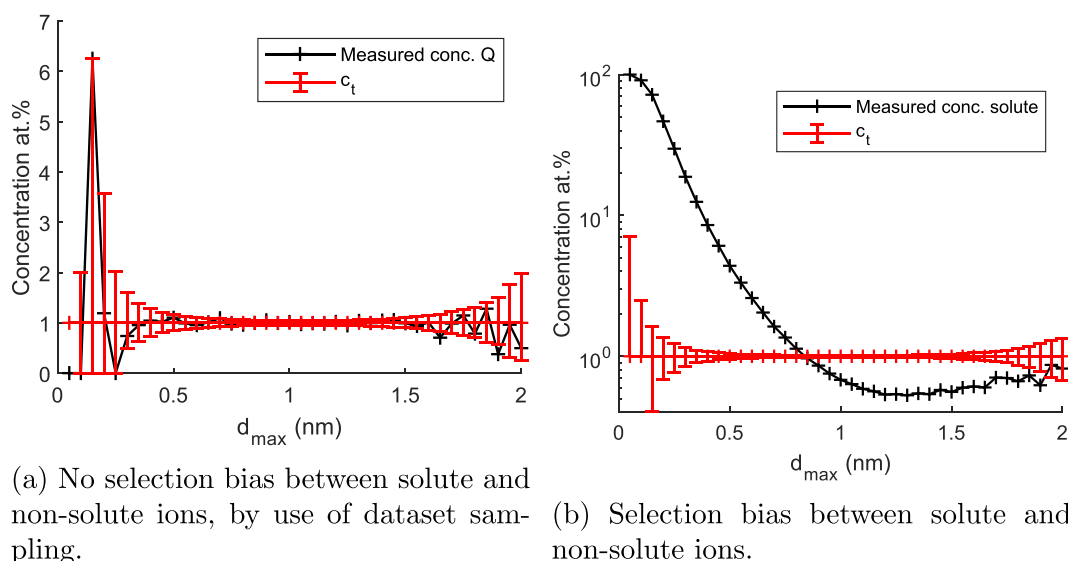 7
6
5
4
3
2
1
0
Concentration at.%
Measured conc. Q
c_t
0
0.5
1
1.5
2
d_max (nm)
(a) No selection bias between solute and
non-solute ions, by use of dataset sam-
pling.
10^2
10^1
10^0
Concentration at.%
Measured conc. solute
c_t
0
0.5
1
1.5
2
d_max (nm)
(b) Selection bias between solute and
non-solute ions.